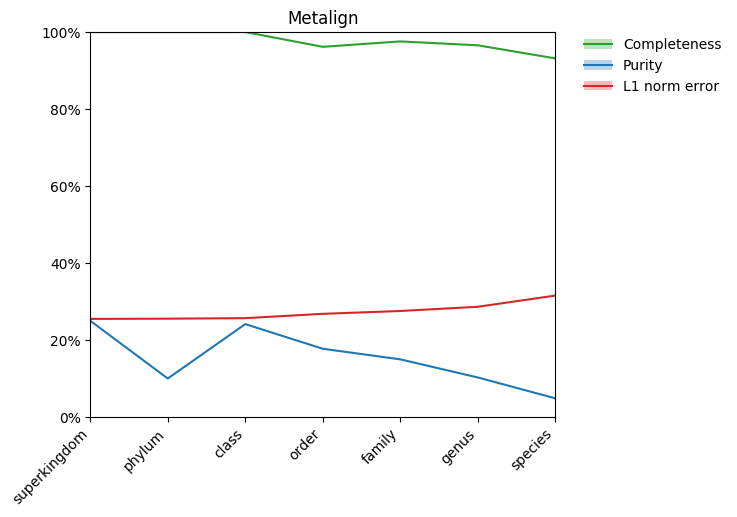 Metalign
100%
80%
60%
40%
20%
0%
superkingdom
phylum
class
order
family
genus
species
Completeness
Purity
L1 norm error